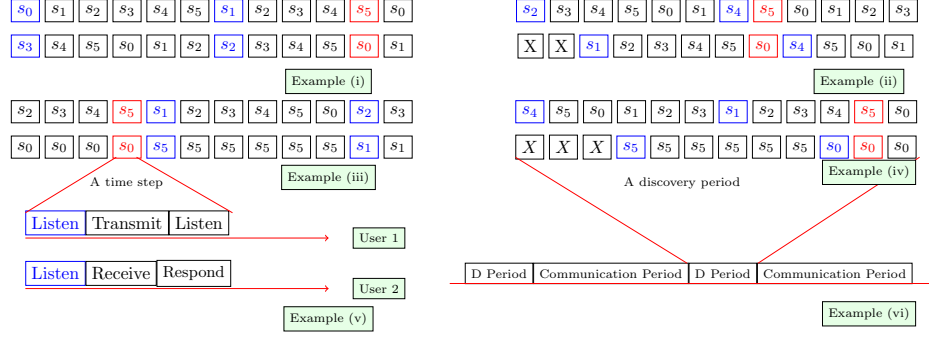 s₀ s₁ s₂ s₃ s₄ s₅ s₁ s₂ s₃ s₄ s₅ s₀
s₃ s₄ s₅ s₀ s₁ s₂ s₂ s₃ s₄ s₅ s₀ s₁
Example (i)
s₂ s₃ s₄ s₅ s₀ s₁ s₄ s₅ s₀ s₁ s₂ s₃
X X s₁ s₂ s₃ s₄ s₅ s₀ s₄ s₅ s₀ s₁
Example (ii)
s₂ s₃ s₄ s₅ s₁ s₂ s₃ s₄ s₅ s₀ s₂ s₃
s₀ s₀ s₀ s₀ s₅ s₅ s₅ s₅ s₅ s₅ s₁ s₁
Example (iii)
A time step
s₄ s₅ s₀ s₁ s₂ s₃ s₁ s₂ s₃ s₄ s₅ s₀
X X X s₅ s₅ s₅ s₅ s₅ s₅ s₀ s₀ s₀
Example (iv)
A discovery period
Listen Transmit Listen
User 1
Listen Receive Respond
User 2
Example (v)
D Period Communication Period D Period Communication Period
Example (vi)